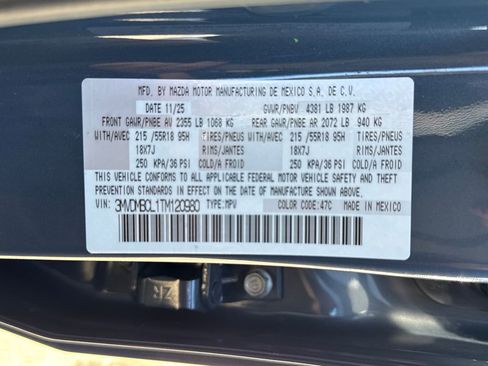 MFD. BY MAZDA MOTOR MANUFACTURING DE MEXICO S.A. DE C.V.
DATE 11/25 GVWR/PNBV 4381 LB 1987 KG
FRONT GAWR/PNBE AV 2355 LB 1068 KG REAR GAWR/PNBE AR 2072 LB 940 KG
WITH/AVEC 215 /55R18 95H TIRES/PNEUS WITH/AVEC 215 /55R18 95H TIRES/PNEUS
18X7J RIMS/JANTES 18X7J RIMS/JANTES
250 KPA/36 PSI COLD/A FROID 250 KPA/36 PSI COLD/A FROID
THIS VEHICLE CONFORMS TO ALL APPLICABLE FEDERAL MOTOR VEHICLE SAFETY AND THEFT
PREVENTION STANDARDS IN EFFECT ON THE DATE OF MANUFACTURE SHOWN ABOVE.
VIN: 3MVDMBCL1TM120980 TYPE:MPV COLOR CODE:47C MADE IN MEXICO
ZR